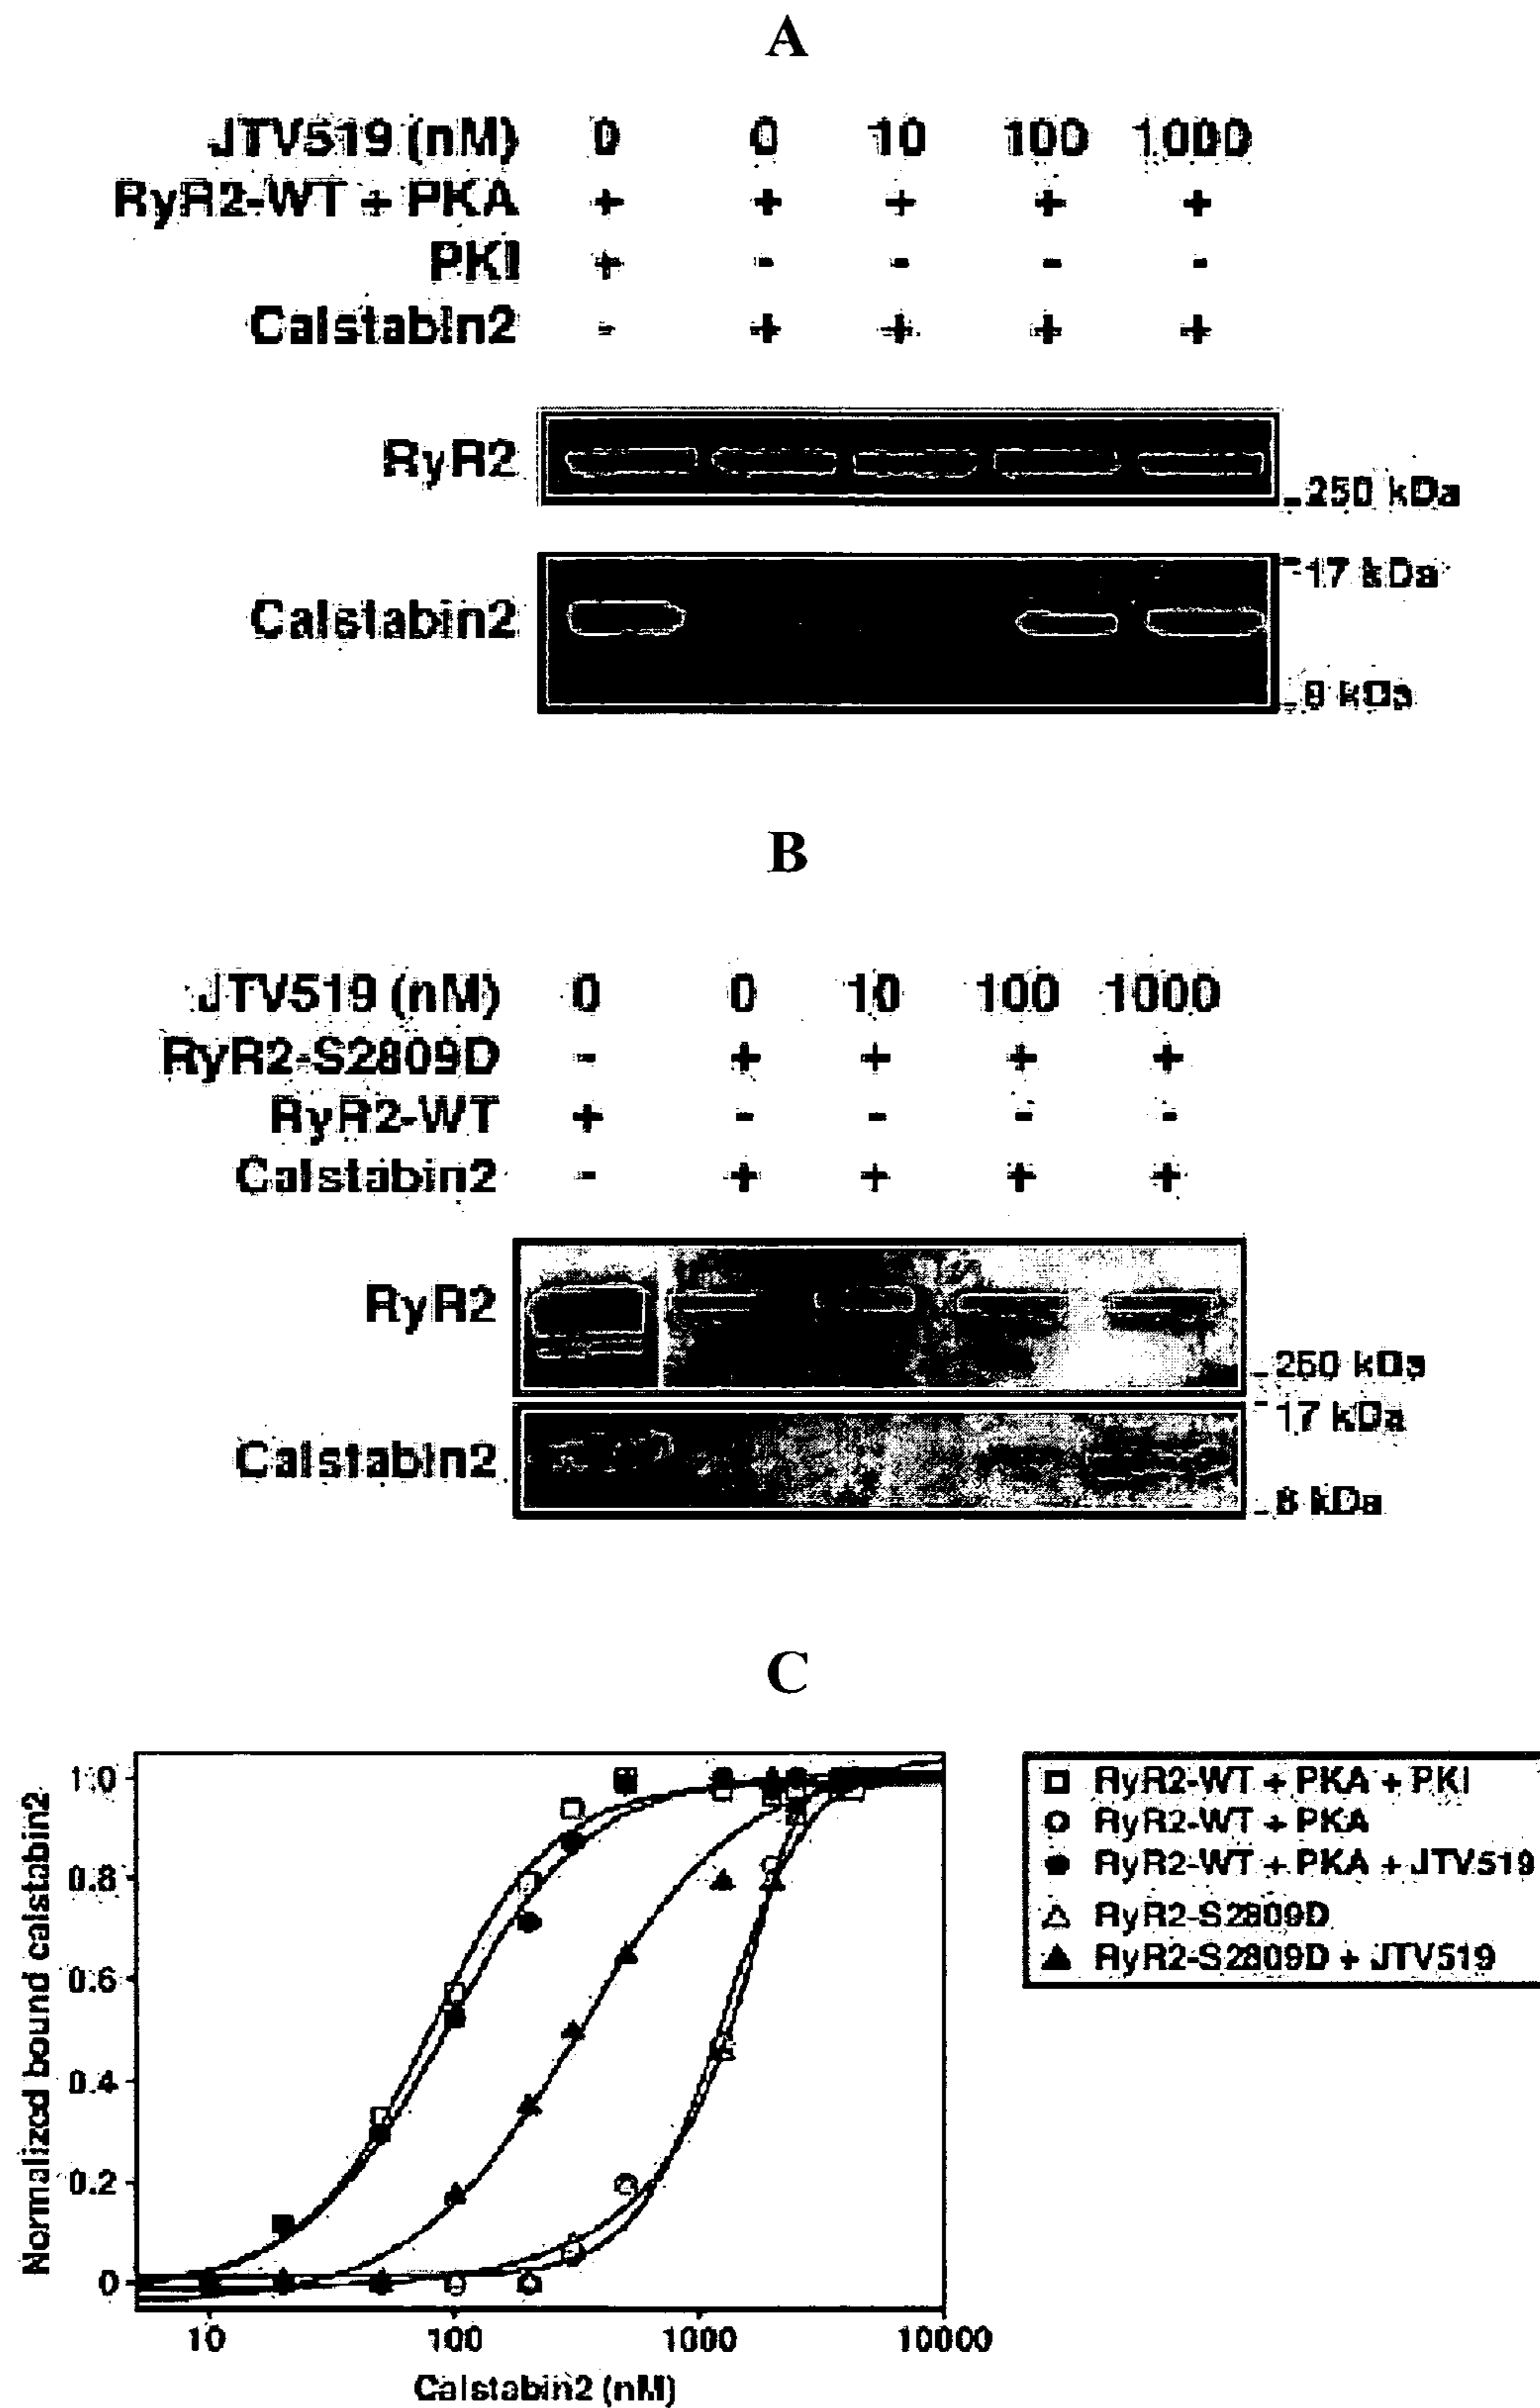 A
JTV519 (nM) 0 0 10 100 1000
RyR2-WT + PKA + + + + +
PKI + - - - -
Calstabin2 - + + + +
RyR2
250 kDa
17 kDa
Calstabin2
8 kDa
B
JTV519 (nM) 0 0 10 100 1000
RyR2-S2809D - + + + +
RyR2-WT + - - - -
Calstabin2 - + + + +
RyR2
250 kDa
17 kDa
Calstabin2
8 kDa
C
Normalized bound calstabin2
1.0
0.8
0.6
0.4
0.2
0
10 100 1000 10000
Calstabin2 (nM)
RyR2-WT + PKA + PKI
RyR2-WT + PKA
RyR2-WT + PKA + JTV519
RyR2-S2809D
RyR2-S2809D + JTV519